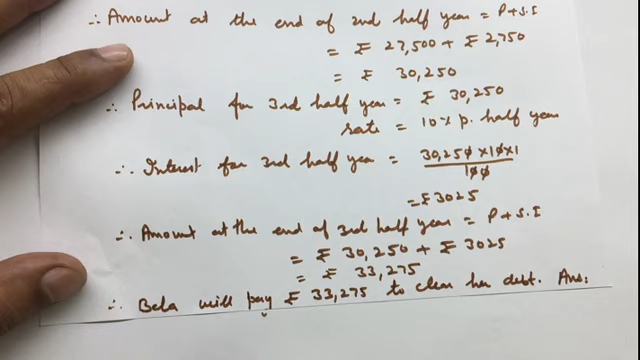 ∴ Amount at the end of 2nd half year = P+S.I
= ₹ 27,500 + ₹ 2,750
= ₹ 30,250
∴ Principal for 3rd half year = ₹ 30,250
rate = 10% p. half year
∴ Interest for 3rd half year = 30,250 × 10 × 1
100
= ₹ 3025
∴ Amount at the end of 3rd half year = P+S.I
= ₹ 30,250 + ₹ 3025
= ₹ 33,275
∴ Bela will pay ₹ 33,275 to clear her debt. Ans: